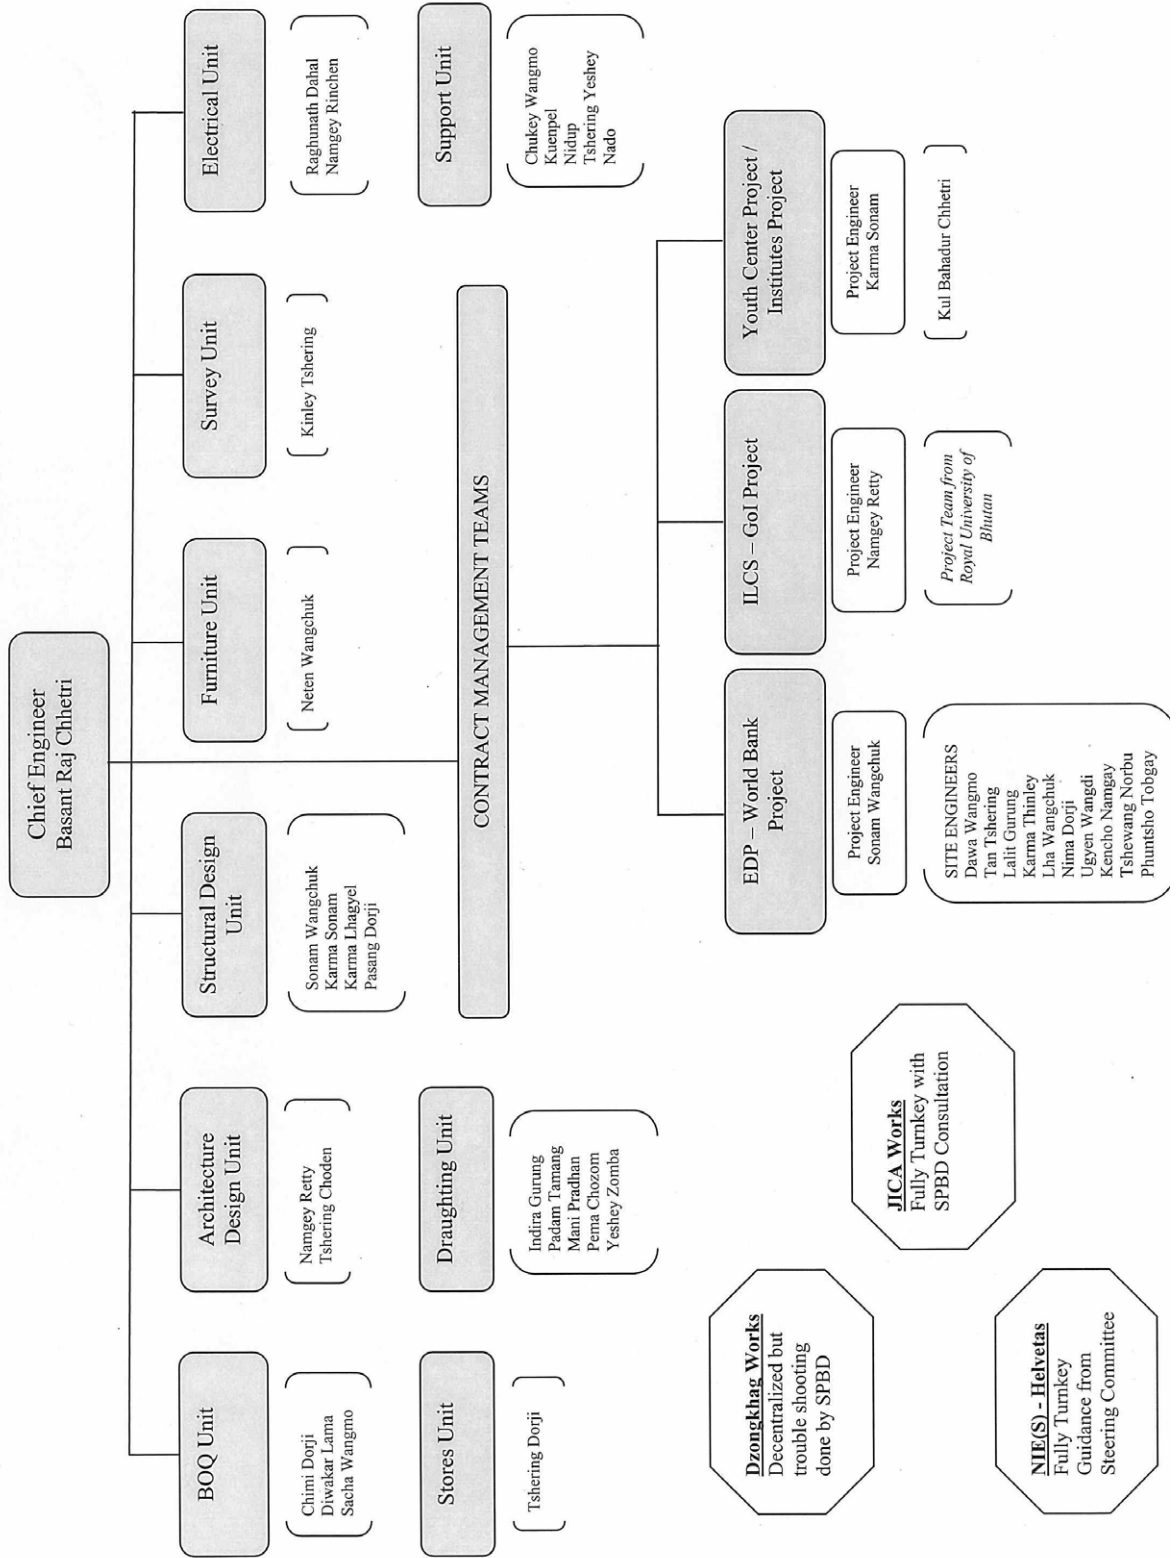 Chief Engineer
Basant Raj Chhetri
BOQ Unit
Chimi Dorji
Diwakar Lama
Sacha Wangmo
Architecture
Design Unit
Namgey Retty
Tshering Choden
Structural Design
Unit
Sonam Wangchuk
Karma Sonam
Karma Lhagyel
Pasang Dorji
Furniture Unit
Neten Wangchuk
Survey Unit
Kinley Tshering
Electrical Unit
Raghunath Dahal
Namgey Rinchen
Stores Unit
Tshering Dorji
Draughting Unit
Indira Gurung
Padam Tamang
Mani Pradhan
Pema Chozom
Yeshey Zomba
CONTRACT MANAGEMENT TEAMS
Support Unit
Chukey Wangmo
Kuenpel
Nidup
Tshering Yeshey
Nado
EDP – World Bank
Project
Project Engineer
Sonam Wangchuk
SITE ENGINEERS
Dawa Wangmo
Tan Tshering
Lalit Gurung
Karma Thinley
Lha Wangchuk
Nima Dorji
Ugyen Wangdi
Kencho Namgay
Tshewang Norbu
Phuntsho Tobgay
ILCS – GoI Project
Project Engineer
Namgey Retty
Project Team from
Royal University of
Bhutan
Youth Center Project /
Institutes Project
Project Engineer
Karma Sonam
Kul Bahadur Chhetri
Dzongkhag Works
Decentralized but
trouble shooting
done by SPBD
JICA Works
Fully Turnkey with
SPBD Consultation
NIE(S) - Helvetas
Fully Turnkey
Guidance from
Steering Committee